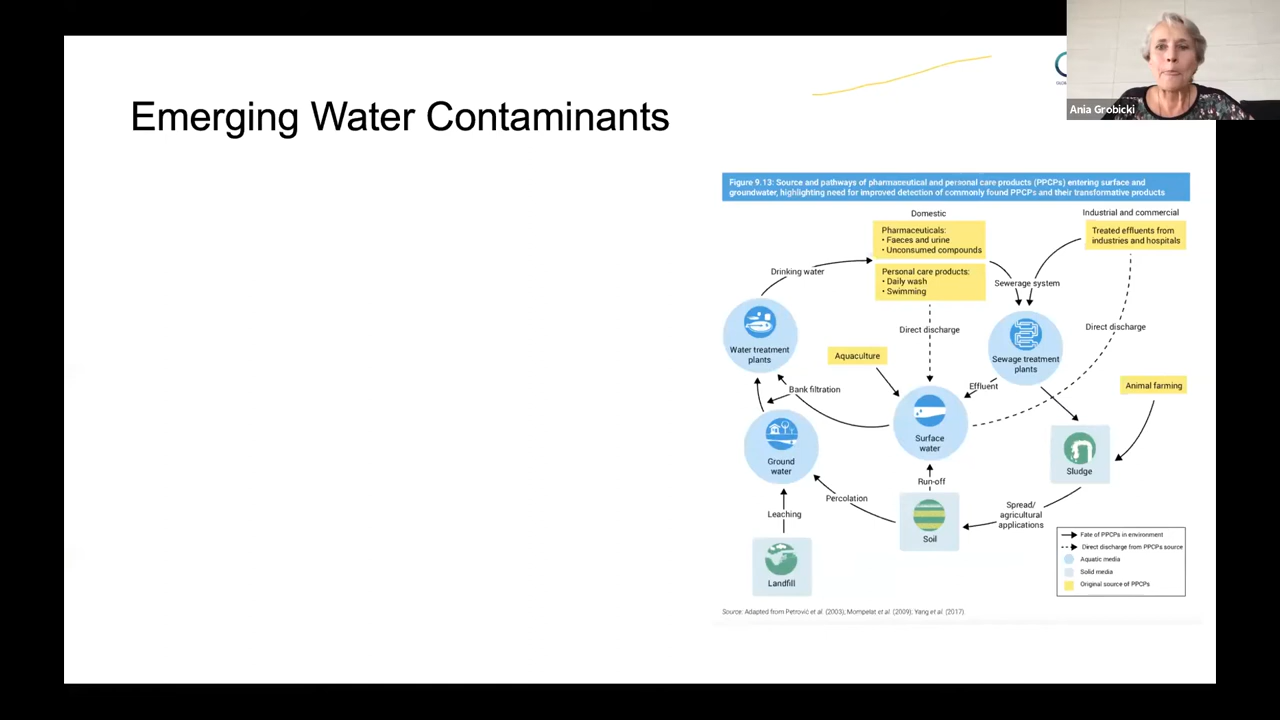 Emerging Water Contaminants
Ania Grobicki
Figure 9.13: Source and pathways of pharmaceutical and personal care products (PPCPs) entering surface and
groundwater, highlighting need for improved detection of commonly found PPCPs and their transformative products
Domestic
Industrial and commercial
Pharmaceuticals:
• Faeces and urine
• Unconsumed compounds
Treated effluents from
industries and hospitals
Drinking water
Personal care products:
• Daily wash
• Swimming
Sewerage system
Direct discharge
Direct discharge
Water treatment
plants
Aquaculture
Sewage treatment
plants
Effluent
Animal farming
Bank filtration
Surface
water
Ground
water
Sludge
Run-off
Percolation
Leaching
Spread/
agricultural
applications
Soil
Landfill
Fate of PPCPs in environment
Direct discharge from PPCPs source
Aquatic media
Solid media
Original source of PPCPs
Source: Adapted from Petrović et al. (2003), Mompelat et al. (2009), Yang et al. (2017)